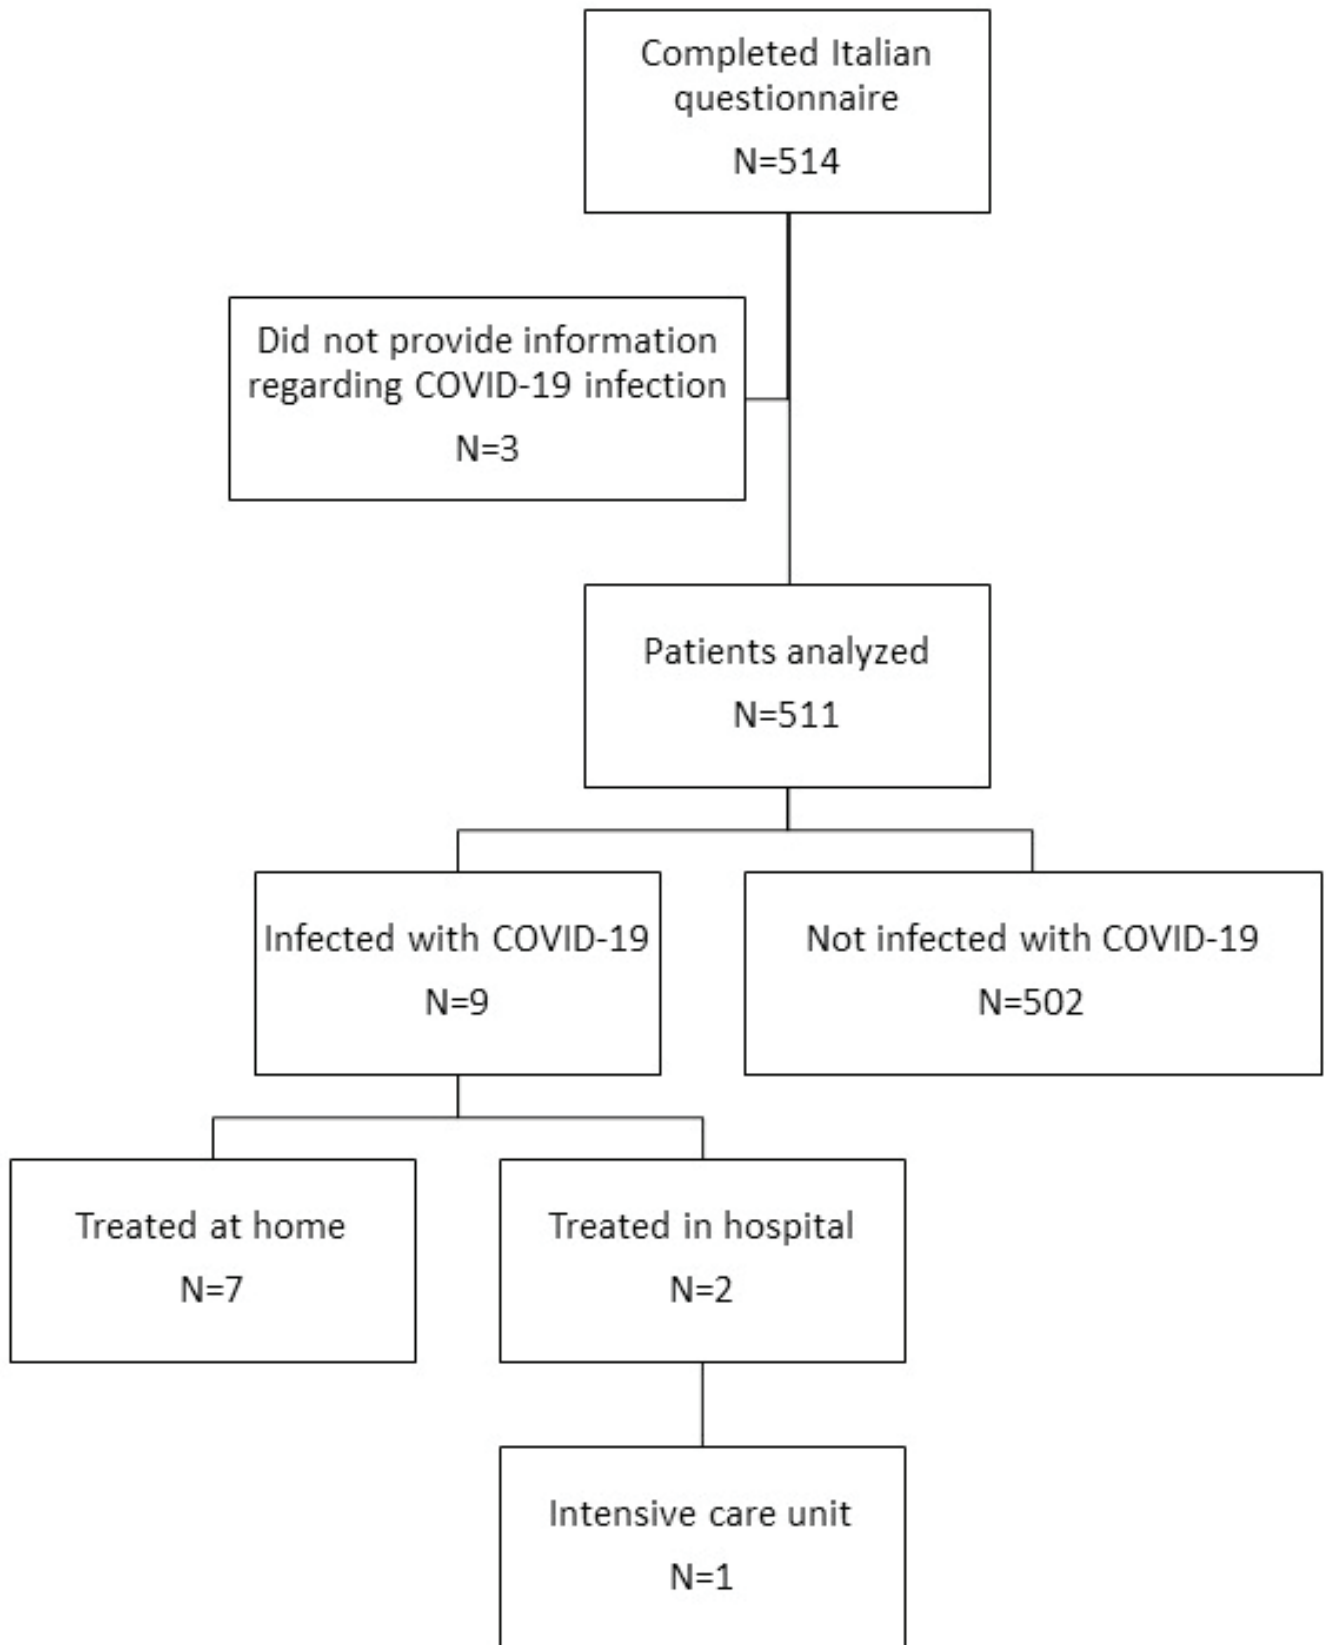 Completed Italian
questionnaire
N=514
Did not provide information
regarding COVID-19 infection
N=3
Patients analyzed
N=511
Infected with COVID-19
N=9
Not infected with COVID-19
N=502
Treated at home
N=7
Treated in hospital
N=2
Intensive care unit
N=1